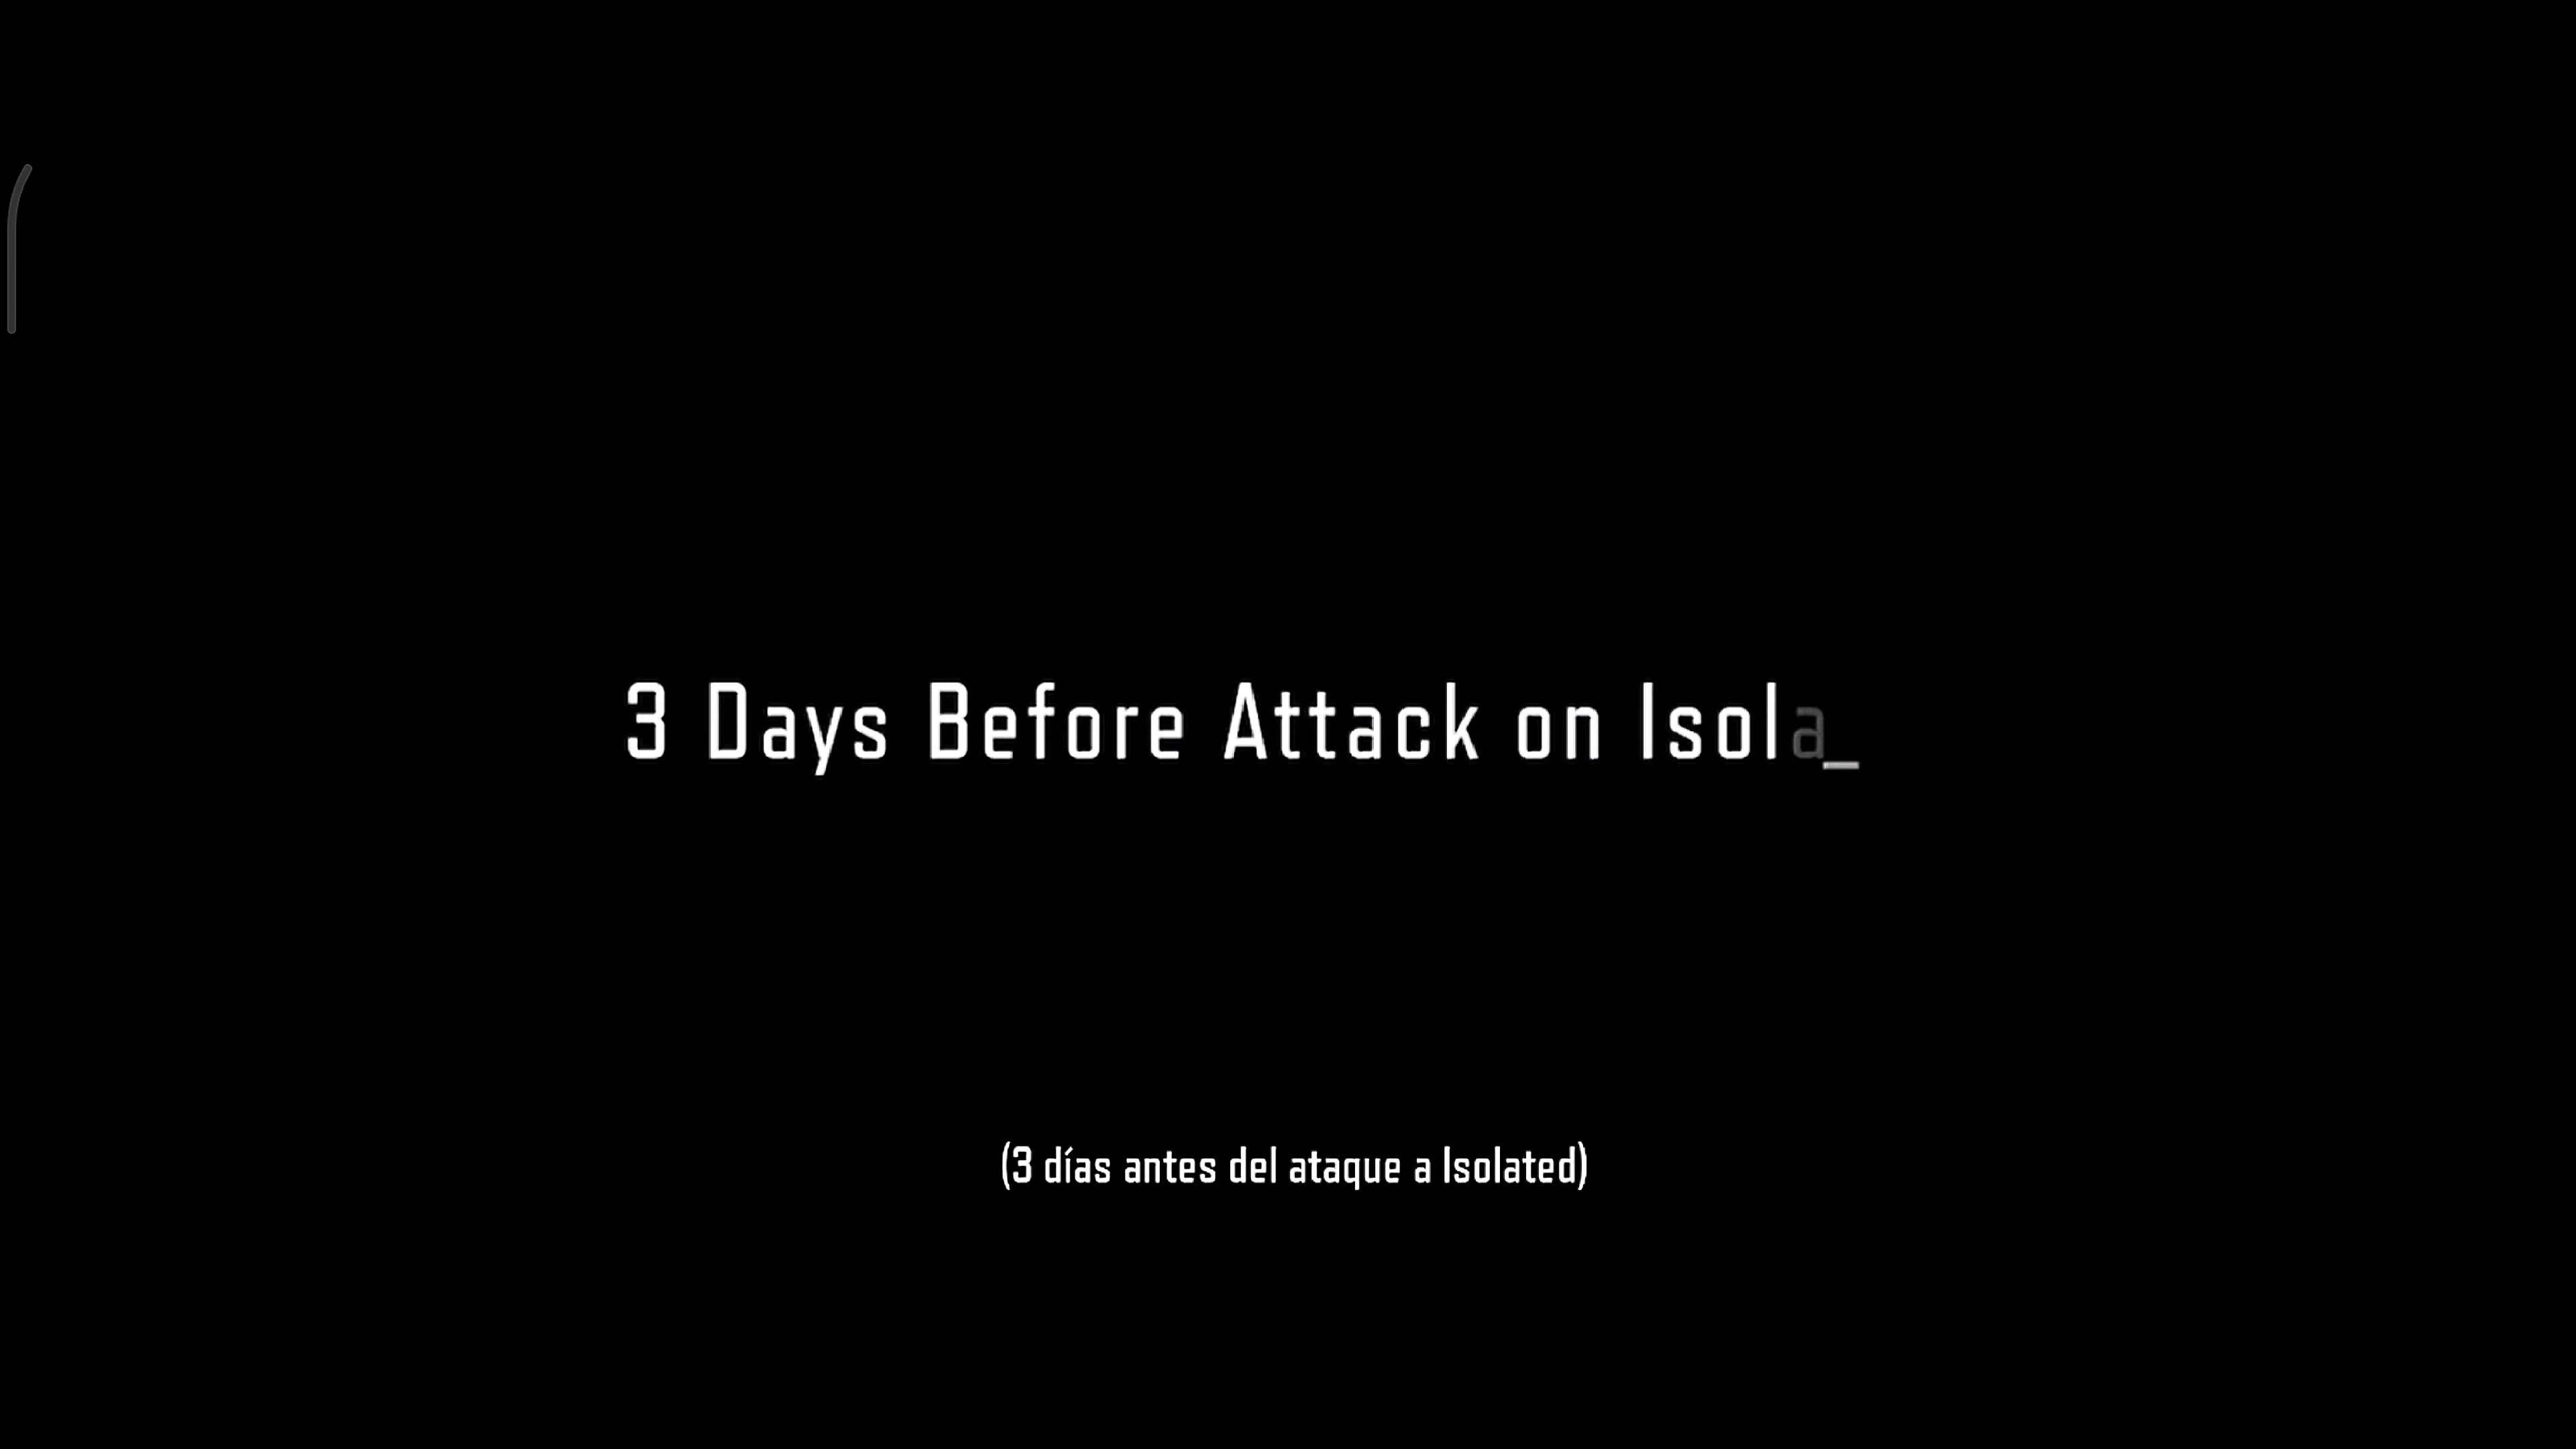 3 Days Before Attack on Isola_
(3 días antes del ataque a Isolated)